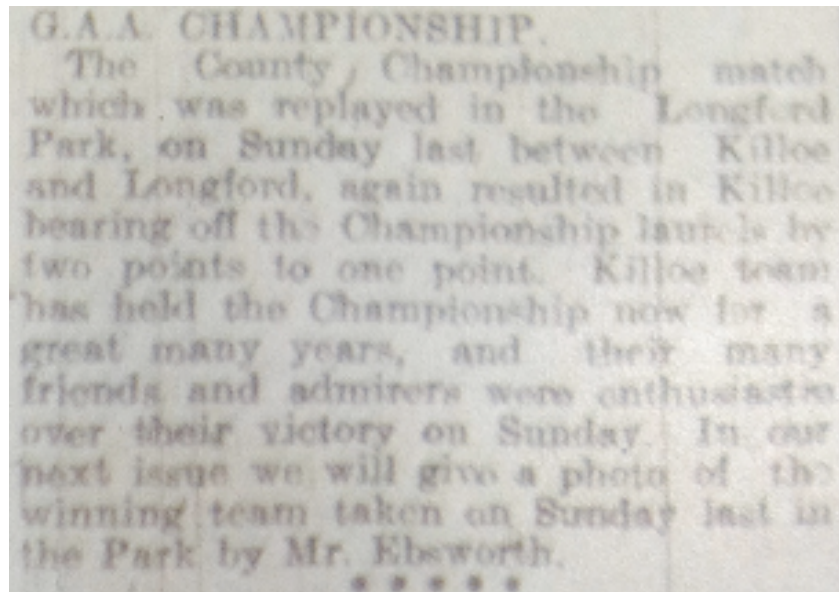 G.A.A. CHAMPIONSHIP.
The County Championship match
which was replayed in the Longford
Park, on Sunday last between Killoe
and Longford, again resulted in Killoe
bearing off the Championship laurels by
two points to one point. Killoe team
has held the Championship now for a
great many years, and their many
friends and admirers were enthusiastic
over their victory on Sunday. In our
next issue we will give a photo of the
winning team taken on Sunday last in
the Park by Mr. Ebsworth.